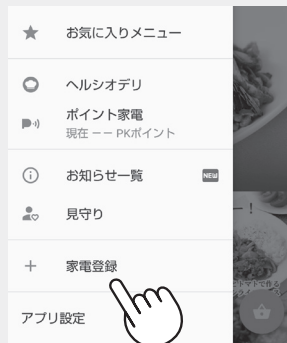 お気に入りメニュー
ヘルシオデリ
ポイント家電
現在 -- PKポイント
お知らせ一覧 NEW
見守り
家電登録
アプリ設定